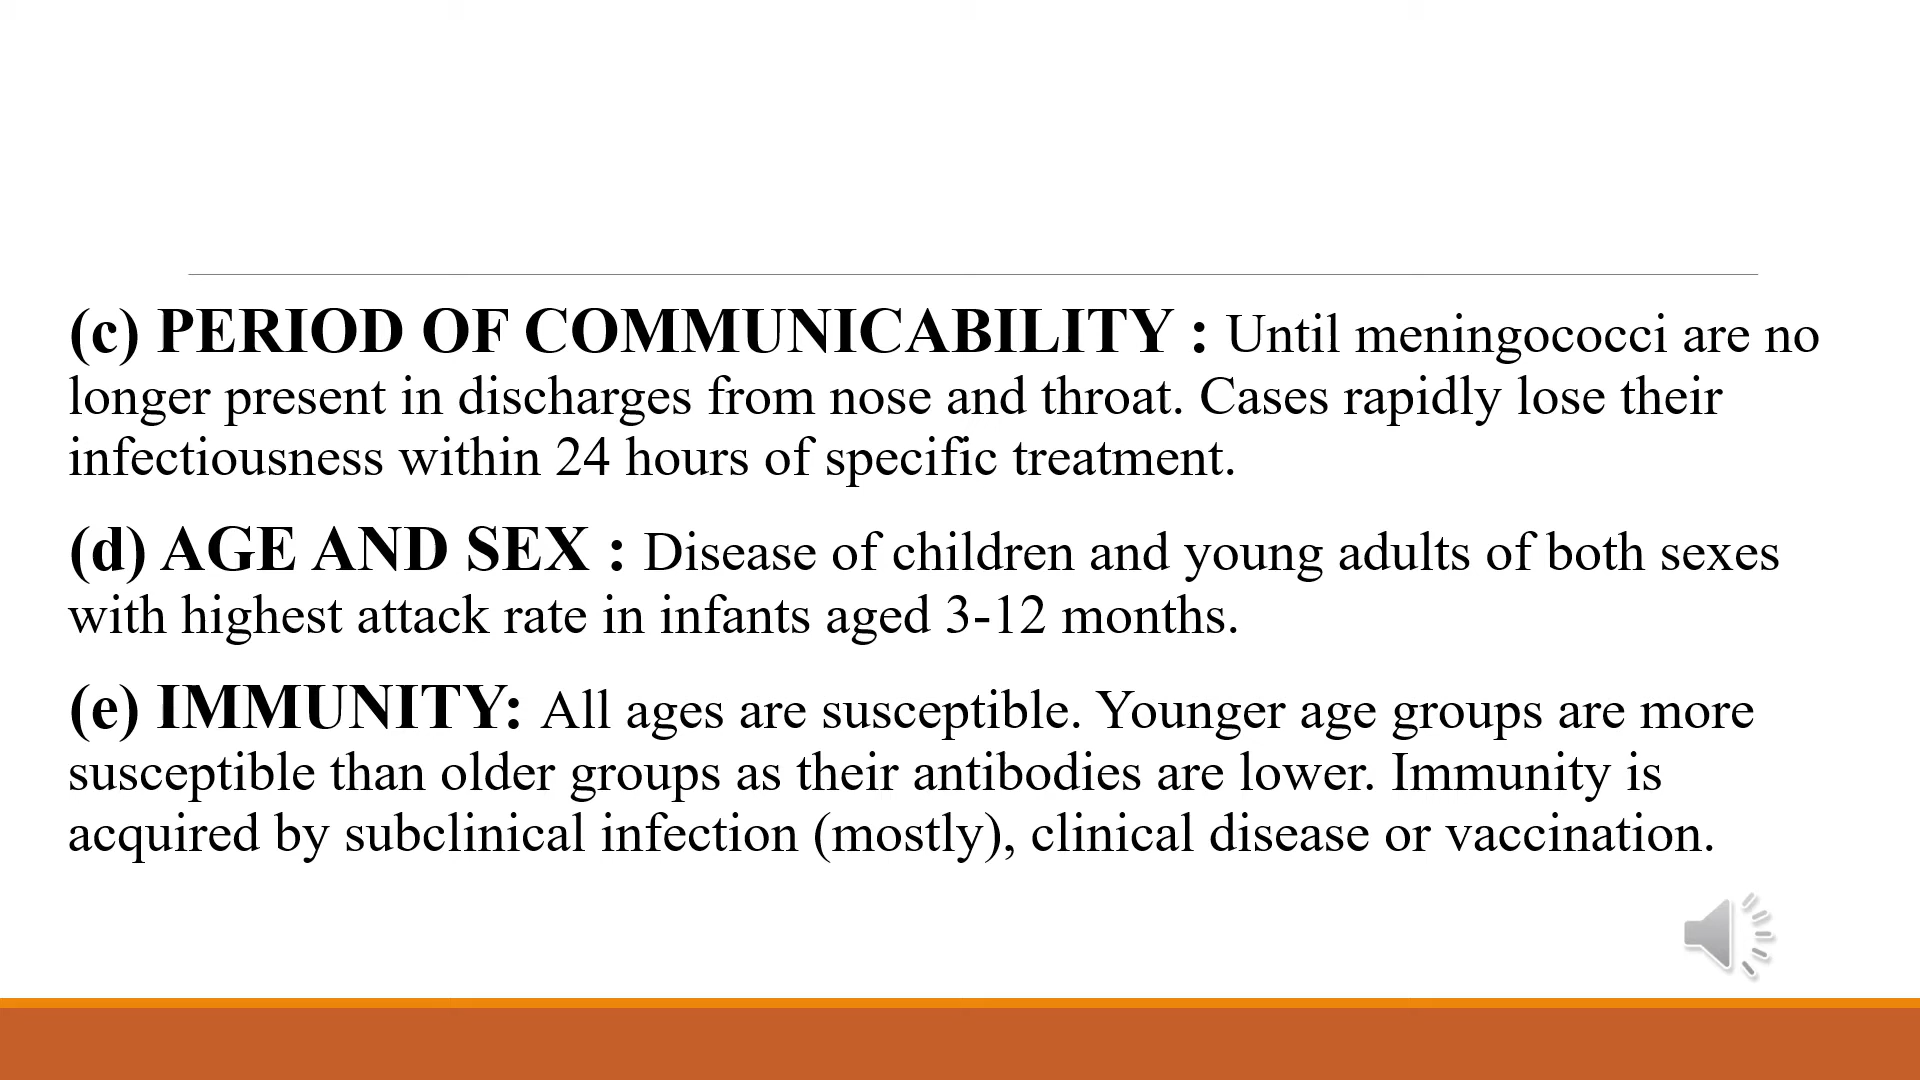 (c) PERIOD OF COMMUNICABILITY : Until meningococci are no
longer present in discharges from nose and throat. Cases rapidly lose their
infectiousness within 24 hours of specific treatment.
(d) AGE AND SEX : Disease of children and young adults of both sexes
with highest attack rate in infants aged 3-12 months.
(e) IMMUNITY: All ages are susceptible. Younger age groups are more
susceptible than older groups as their antibodies are lower. Immunity is
acquired by subclinical infection (mostly), clinical disease or vaccination.